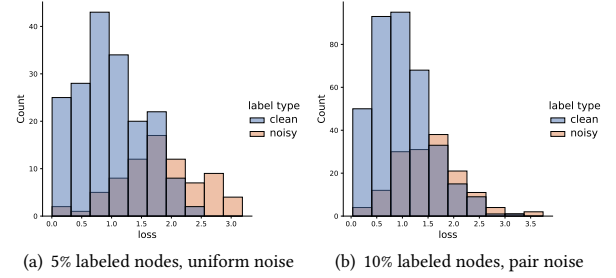 40
30
20
10
0
Count
0.0 0.5 1.0 1.5 2.0 2.5 3.0
loss
label type
clean
noisy
80
60
40
20
0
Count
0.0 0.5 1.0 1.5 2.0 2.5 3.0 3.5
loss
label type
clean
noisy
(a) 5% labeled nodes, uniform noise
(b) 10% labeled nodes, pair noise